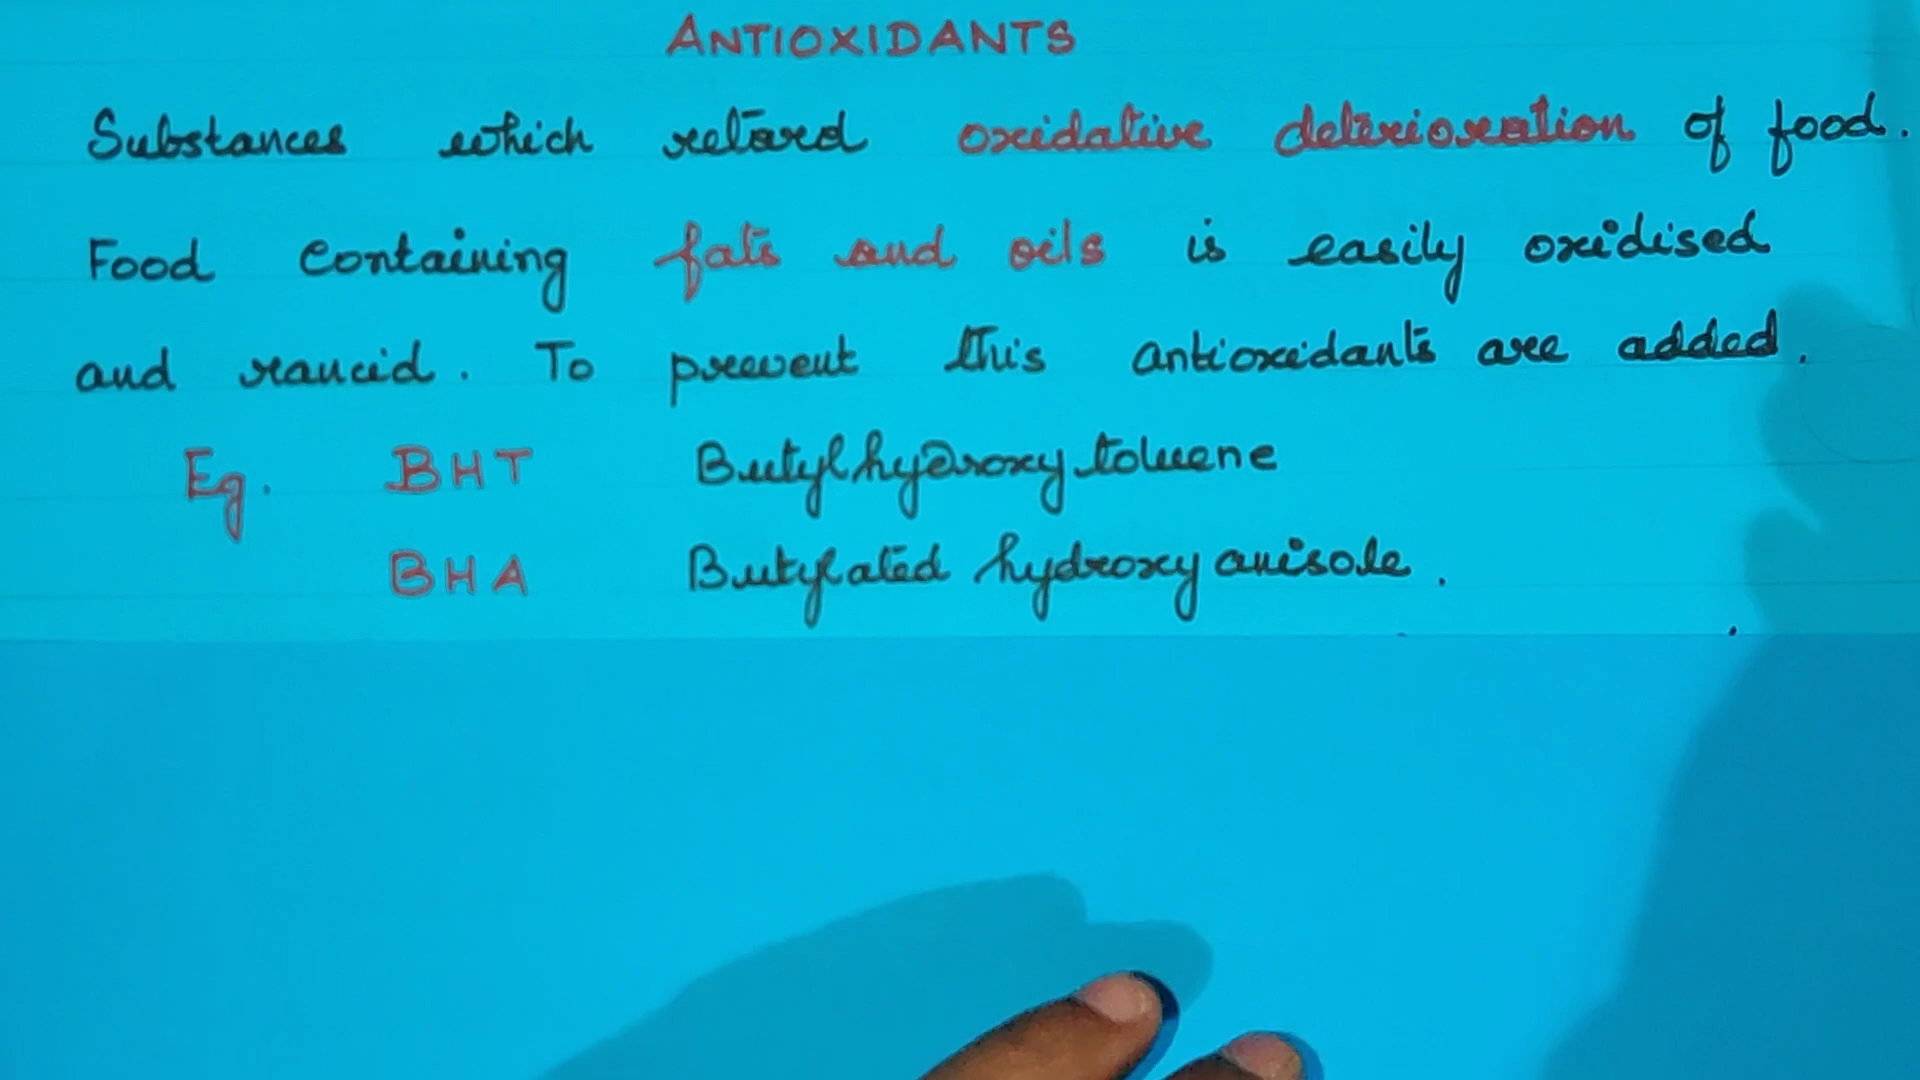 ANTIOXIDANTS
Substances which retard oxidative deterioration of food.
Food containing fats and oils is easily oxidised
and rancid. To prevent this antioxidants are added.
Eg. BHT Butylhydroxytoluene
BHA Butylated hydroxy anisole.